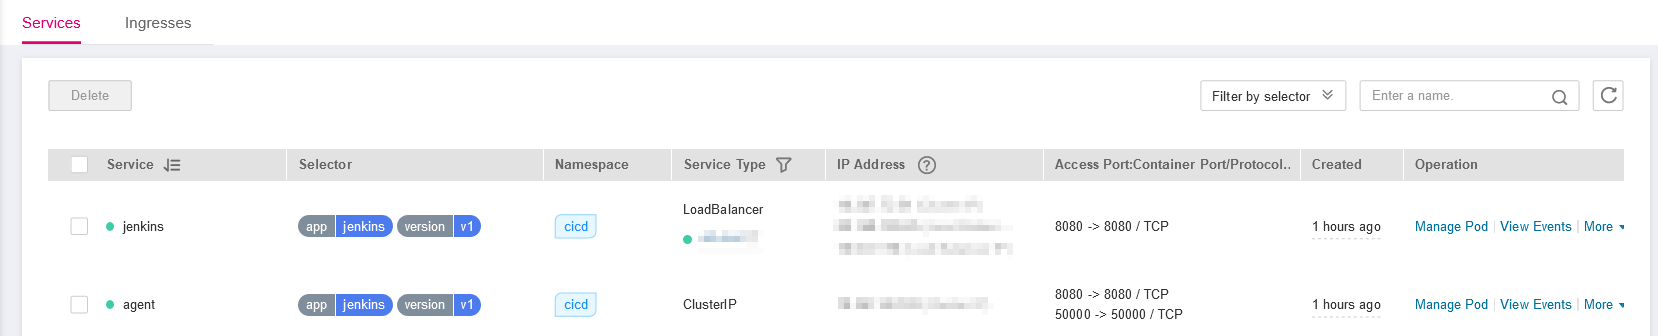 Services Ingresses
Delete Filter by selector Enter a name.
Service Selector Namespace Service Type IP Address Access Port:Container Port/Protocol.. Created Operation
jenkins app jenkins version v1 cicd LoadBalancer 8080 -> 8080 / TCP 1 hours ago Manage Pod View Events More
agent app jenkins version v1 cicd ClusterIP 8080 -> 8080 / TCP 1 hours ago Manage Pod View Events More
50000 -> 50000 / TCP